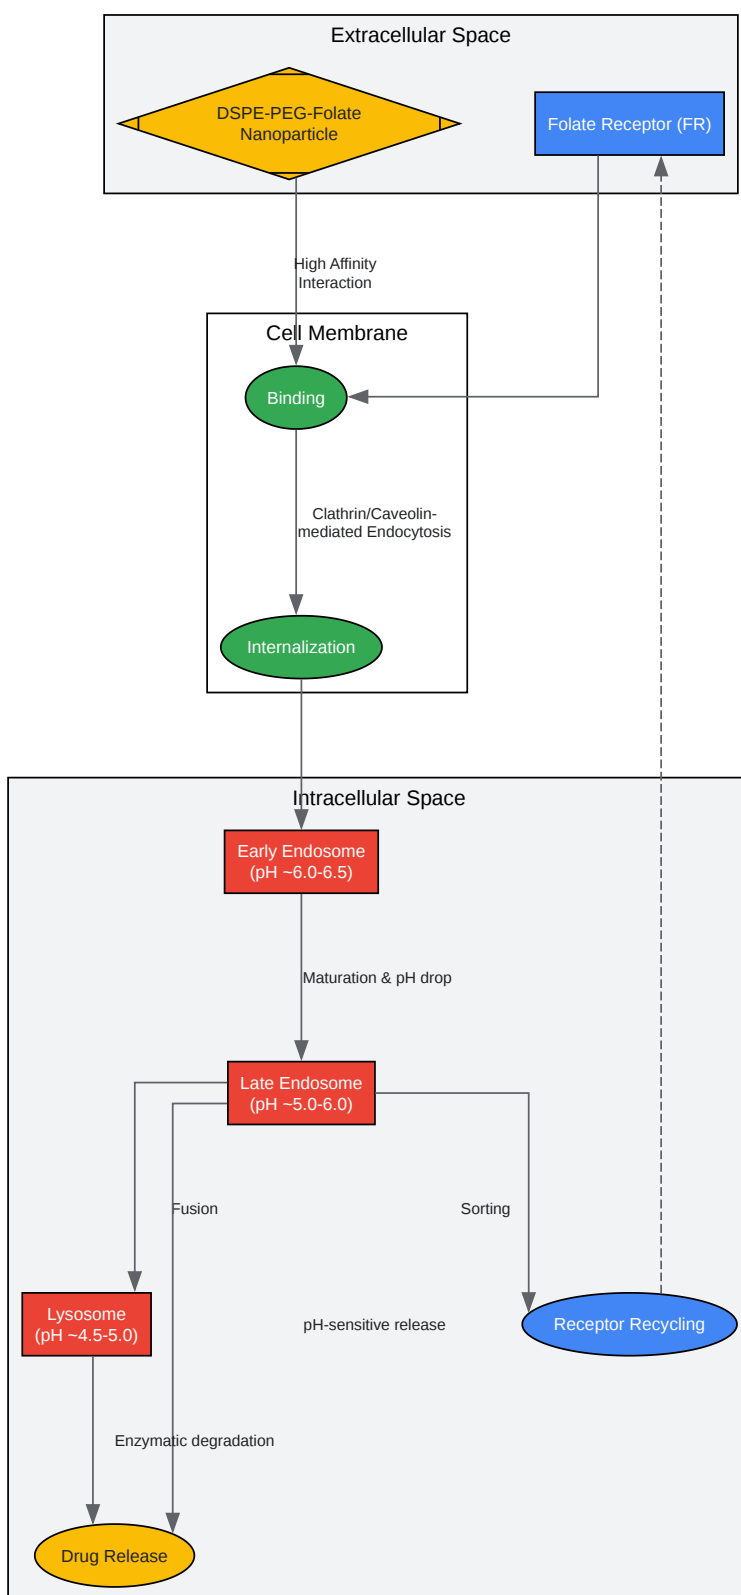 Extracellular Space
DSPE-PEG-Folate
Nanoparticle
Folate Receptor (FR)
High Affinity
Interaction
Cell Membrane
Binding
Clathrin/Caveolin-
mediated Endocytosis
Internalization
Intracellular Space
Early Endosome
(pH ~6.0-6.5)
Maturation & pH drop
Late Endosome
(pH ~5.0-6.0)
Fusion
Sorting
Lysosome
(pH ~4.5-5.0)
pH-sensitive release
Receptor Recycling
Enzymatic degradation
Drug Release